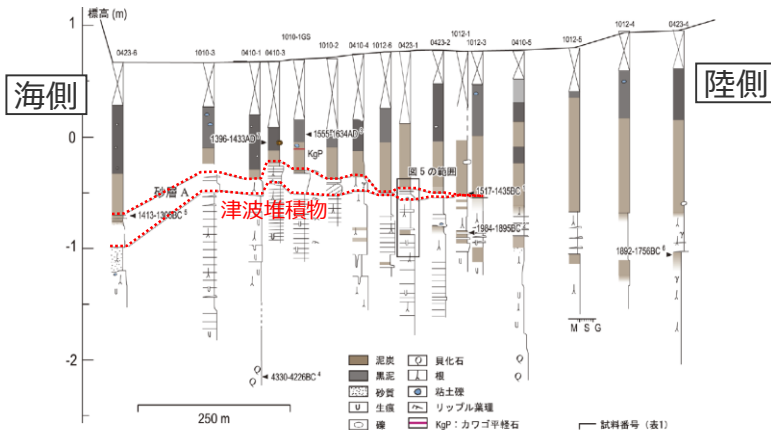 標高 (m)
1
0
-1
-2
海側
陸側
0423-6
1010-3
0410-1
0410-3
1010-1GS
1010-2
0410-4
1012-6
0423-1
0423-2
1012-1
1012-3
0410-5
1012-5
1012-4
0423-4
1396-1433AD
1555-1634AD
KgP
図 5 の範囲
砂層 A
津波堆積物
1517-1435BC
1984-1895BC
1892-1756BC 6
4330-4226BC 4
M S G
250 m
泥炭
黒泥
砂質
生痕
礫
貝化石
根
粘土礫
リップル葉理
KgP:カワゴ平軽石
試料番号(表1)